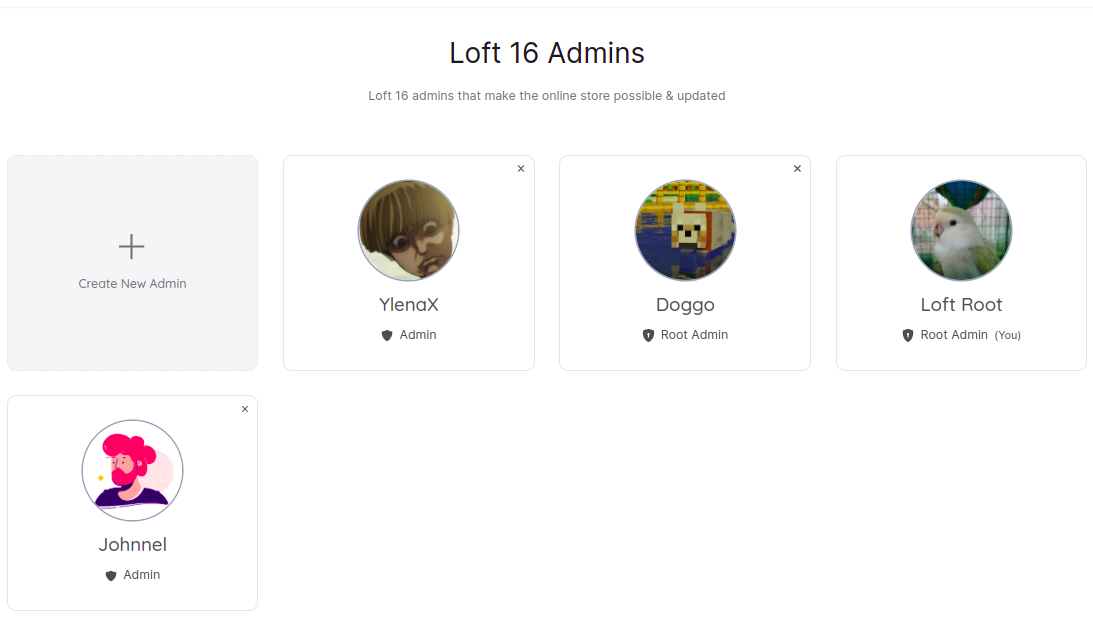 Loft 16 Admins
Loft 16 admins that make the online store possible & updated
Create New Admin
YlenaX
Admin
Doggo
Root Admin
Loft Root
Root Admin (You)
Johnnel
Admin